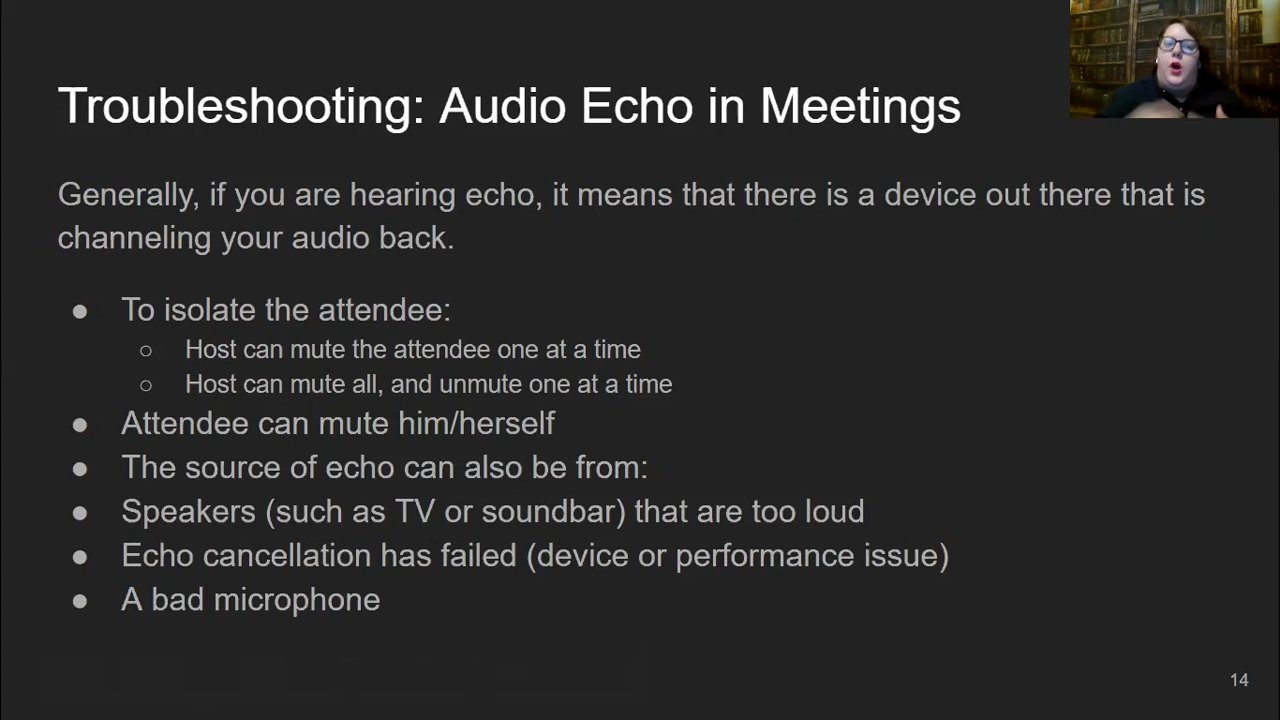 Troubleshooting: Audio Echo in Meetings
Generally, if you are hearing echo, it means that there is a device out there that is
channeling your audio back.
● To isolate the attendee:
○ Host can mute the attendee one at a time
○ Host can mute all, and unmute one at a time
● Attendee can mute him/herself
● The source of echo can also be from:
● Speakers (such as TV or soundbar) that are too loud
● Echo cancellation has failed (device or performance issue)
● A bad microphone
14